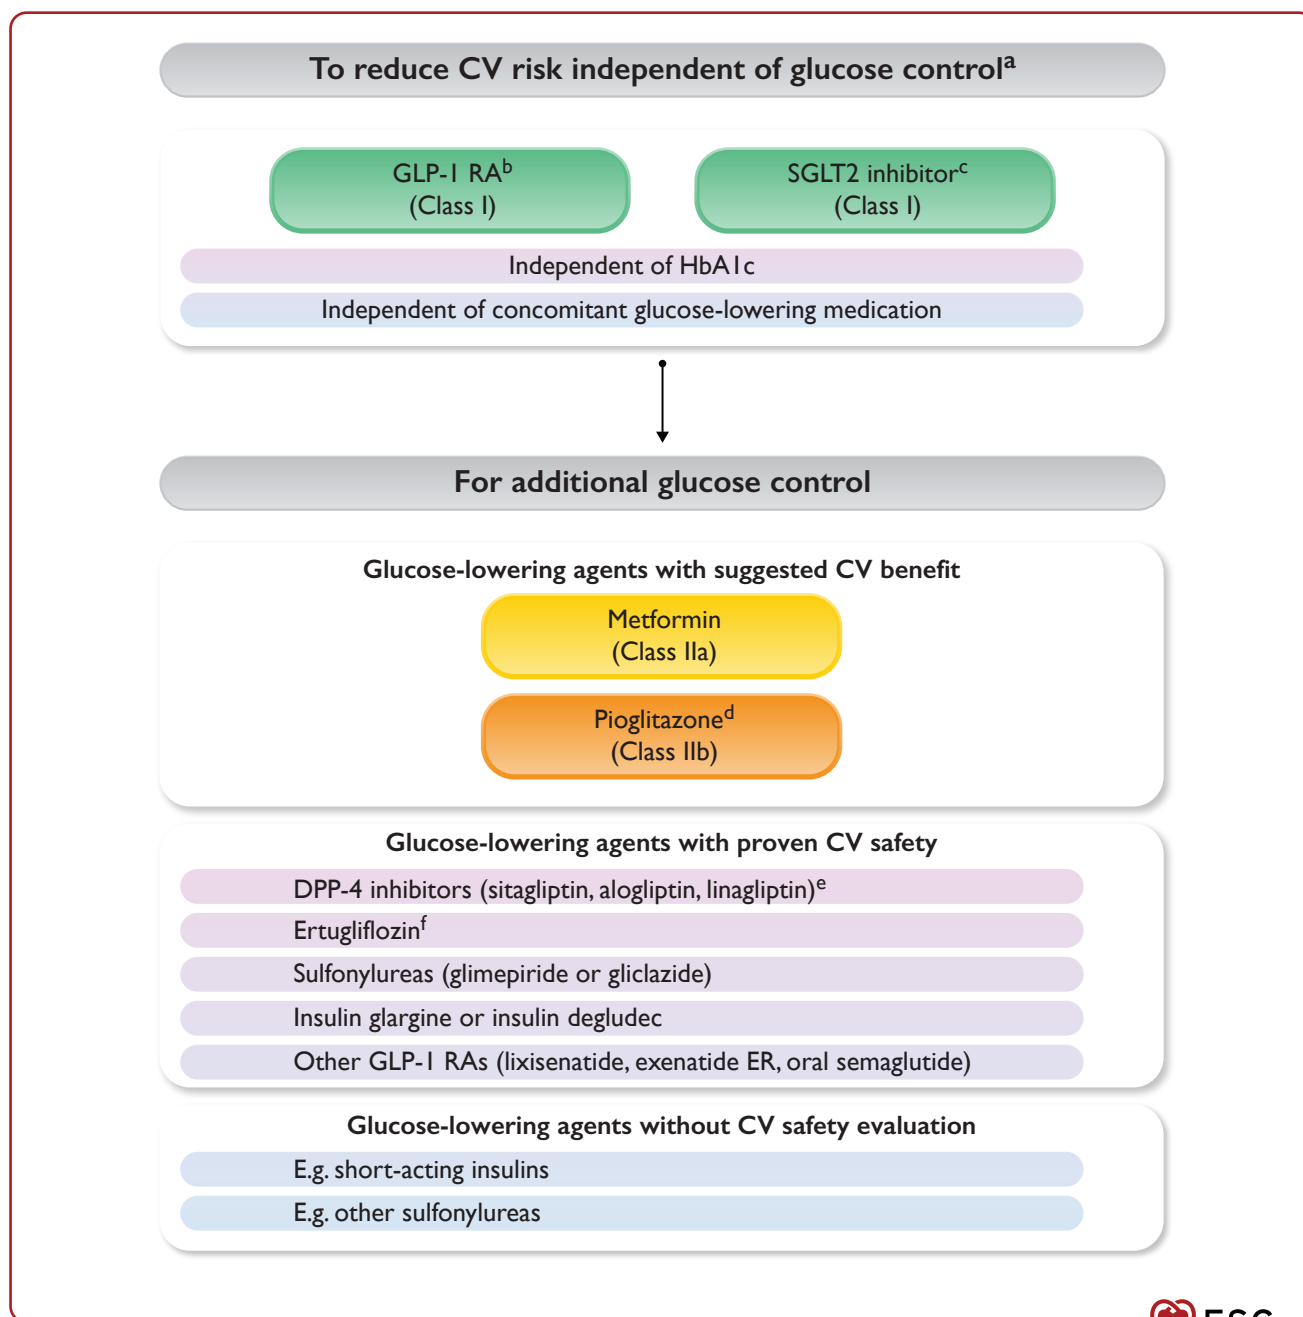 To reduce CV risk independent of glucose controlᵃ
GLP-1 RAᵇ
(Class I)
SGLT2 inhibitorᶜ
(Class I)
Independent of HbA1c
Independent of concomitant glucose-lowering medication
For additional glucose control
Glucose-lowering agents with suggested CV benefit
Metformin
(Class IIa)
Pioglitazoneᵈ
(Class IIb)
Glucose-lowering agents with proven CV safety
DPP-4 inhibitors (sitagliptin, alogliptin, linagliptin)ᵉ
Ertugliflozinᶠ
Sulfonylureas (glimepiride or gliclazide)
Insulin glargine or insulin degludec
Other GLP-1 RAs (lixisenatide, exenatide ER, oral semaglutide)
Glucose-lowering agents without CV safety evaluation
E.g. short-acting insulins
E.g. other sulfonylureas
ESC